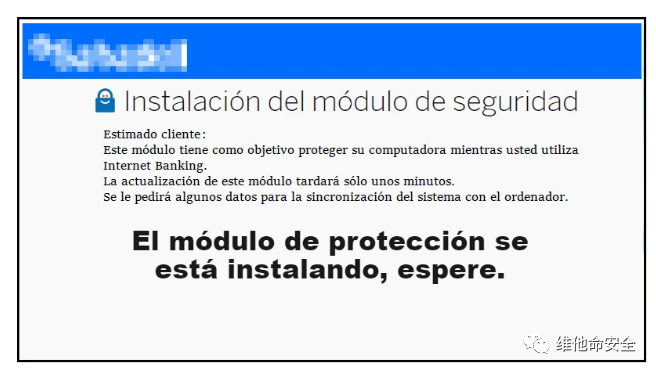 Instalación del módulo de seguridad
Estimado cliente:
Este módulo tiene como objetivo proteger su computadora mientras usted utiliza
Internet Banking.
La actualización de este módulo tardará sólo unos minutos.
Se le pedirá algunos datos para la sincronización del sistema con el ordenador.
El módulo de protección se
está instalando, espere.
维他命安全